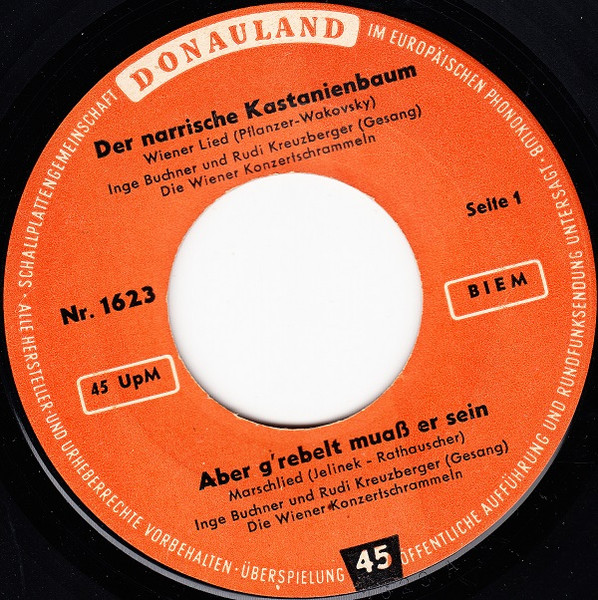 DONAULAND
SCHALLPLATTENGEMEINSCHAFT
IM EUROPÄISCHEN PHONOKLUB ·
Der narrische Kastanienbaum
Wiener Lied (Pflanzer-Wakovsky)
Inge Buchner und Rudi Kreuzberger (Gesang)
Die Wiener Konzertschrammeln
Seite 1
Nr. 1623
BIEM
45 UpM
Aber g'rebelt muaß er sein
Marschlied (Jelinek - Rathauscher)
Inge Buchner und Rudi Kreuzberger (Gesang)
Die Wiener Konzertschrammeln
45
· ALLE HERSTELLER-UND URHEBERRECHTE VORBEHALTEN · ÜBERSPIELUNG
ÖFFENTLICHE AUFFÜHRUNG UND RUNDFUNKSENDUNG UNTERSAGT ·